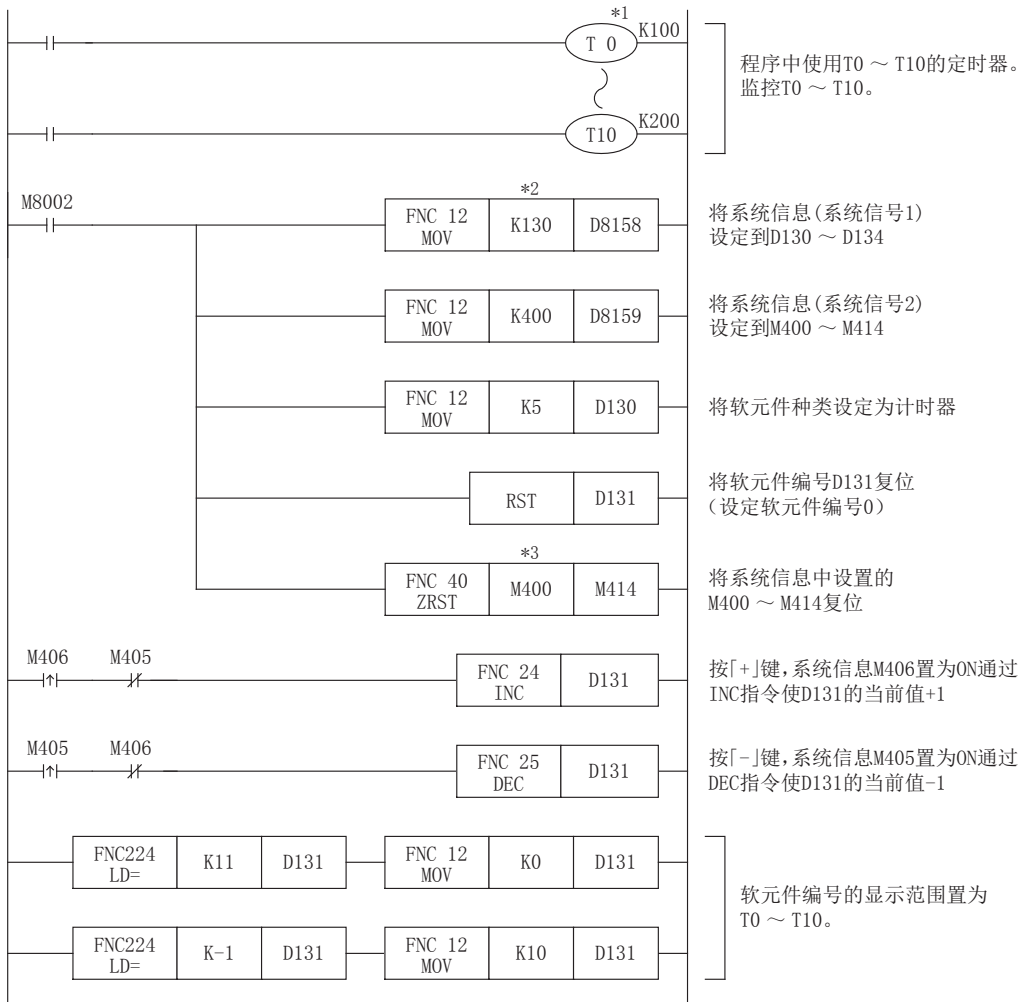 *1
T 0 K100
程序中使用T0 ～ T10的定时器。
监控T0 ～ T10。
T10 K200
M8002
*2
FNC 12
MOV
K130
D8158
将系统信息(系统信号1)
设定到D130 ～ D134
FNC 12
MOV
K400
D8159
将系统信息(系统信号2)
设定到M400 ～ M414
FNC 12
MOV
K5
D130
将软元件种类设定为计时器
RST
D131
将软元件编号D131复位
（设定软元件编号0）
*3
FNC 40
ZRST
M400
M414
将系统信息中设置的
M400 ～ M414复位
M406 M405
FNC 24
INC
D131
按「+」键,系统信息M406置为ON通过
INC指令使D131的当前值+1
M405 M406
FNC 25
DEC
D131
按「-」键,系统信息M405置为ON通过
DEC指令使D131的当前值-1
FNC224
LD=
K11
D131
FNC 12
MOV
K0
D131
软元件编号的显示范围置为
T0 ～ T10。
FNC224
LD=
K-1
D131
FNC 12
MOV
K10
D131